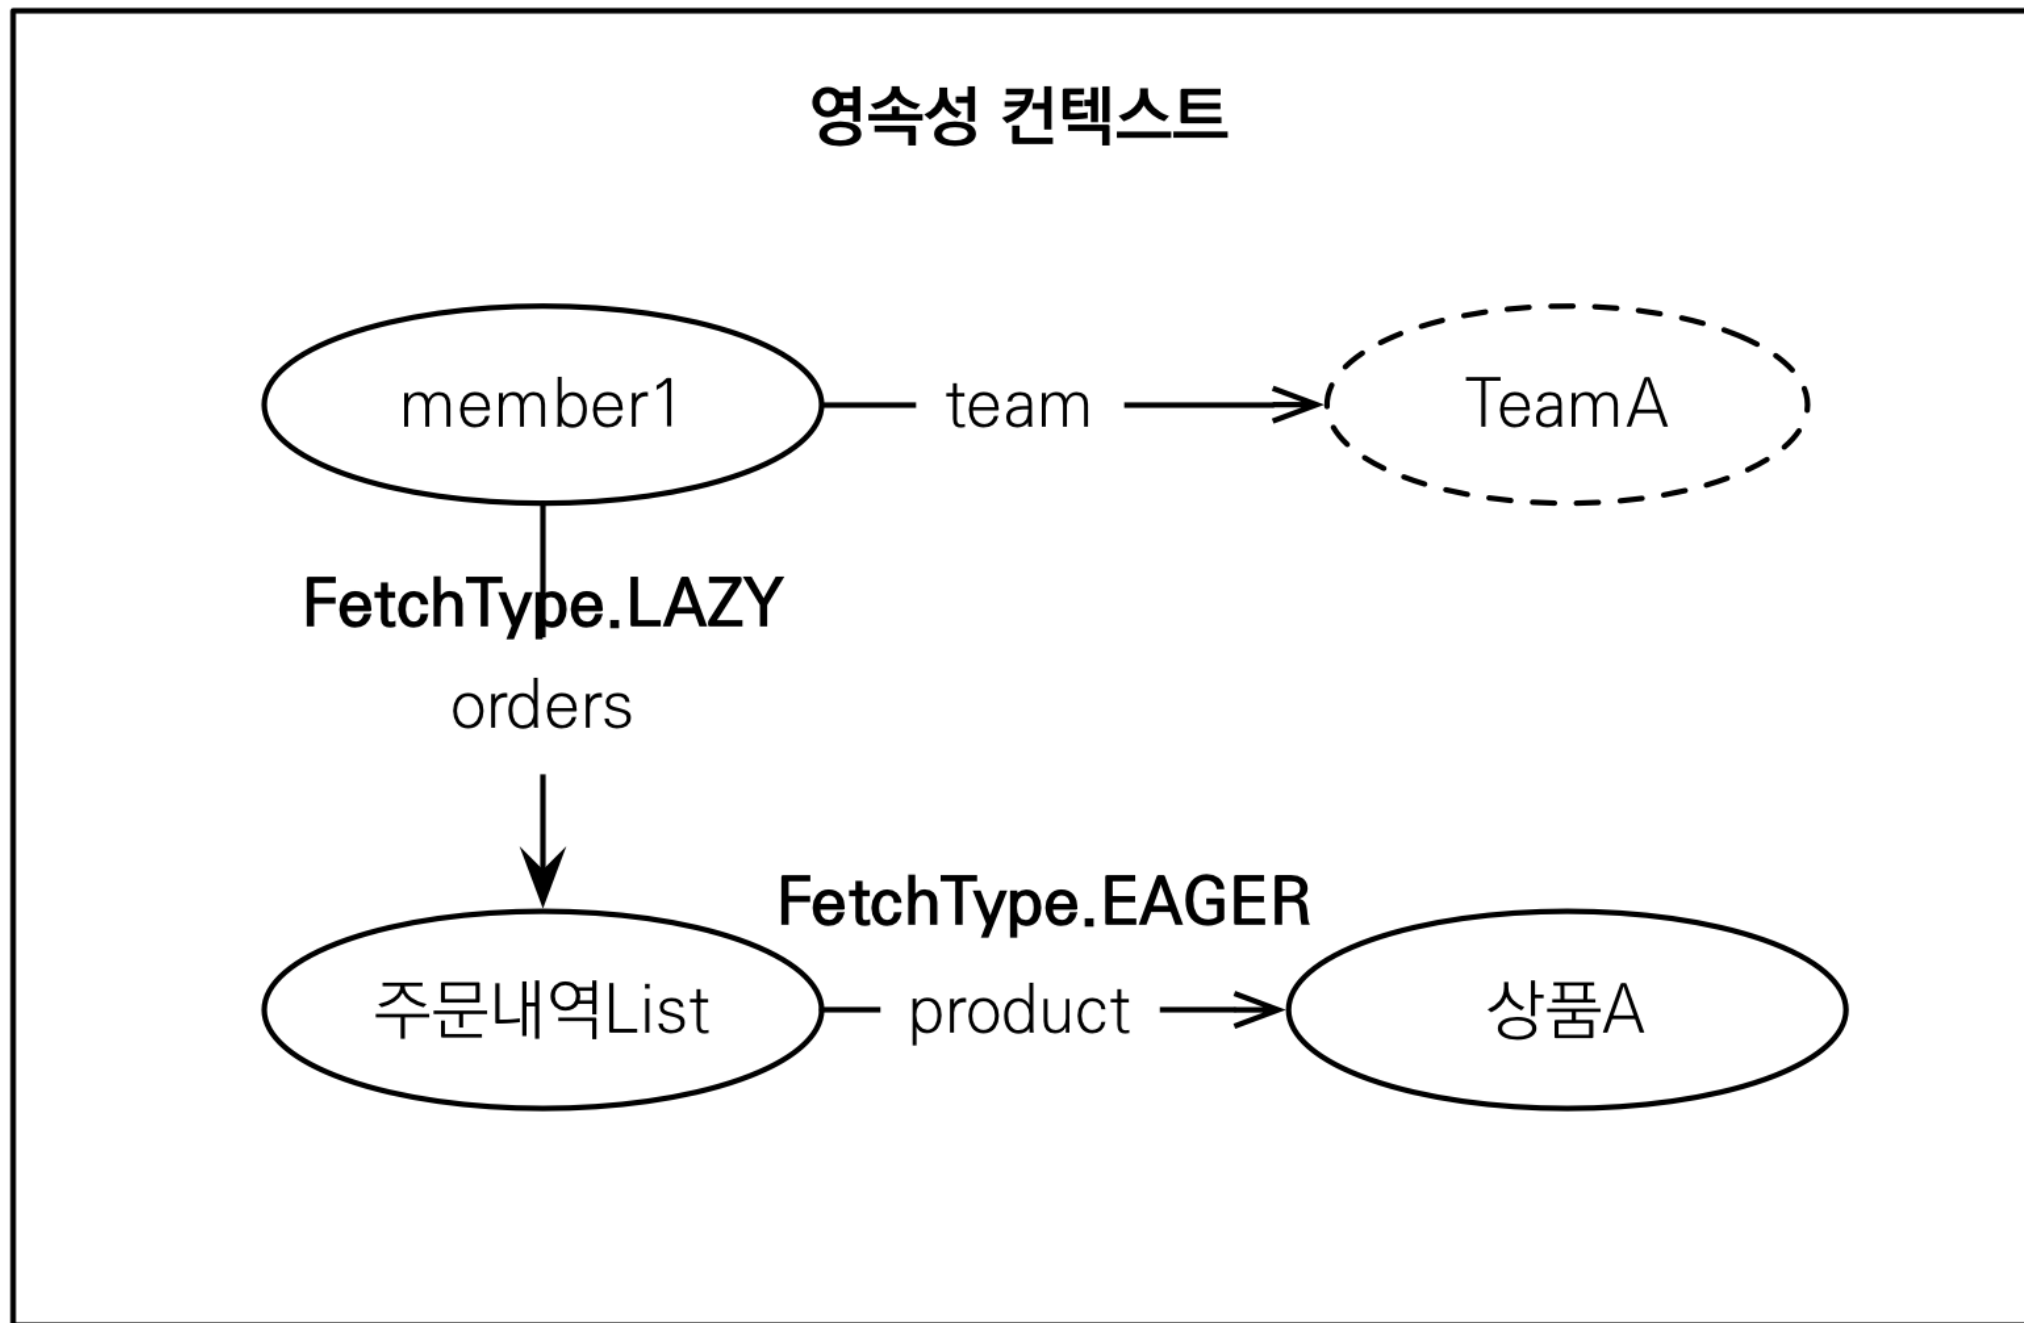 영속성 컨텍스트
member1
team
TeamA
FetchType.LAZY
orders
FetchType.EAGER
주문내역List
product
상품A